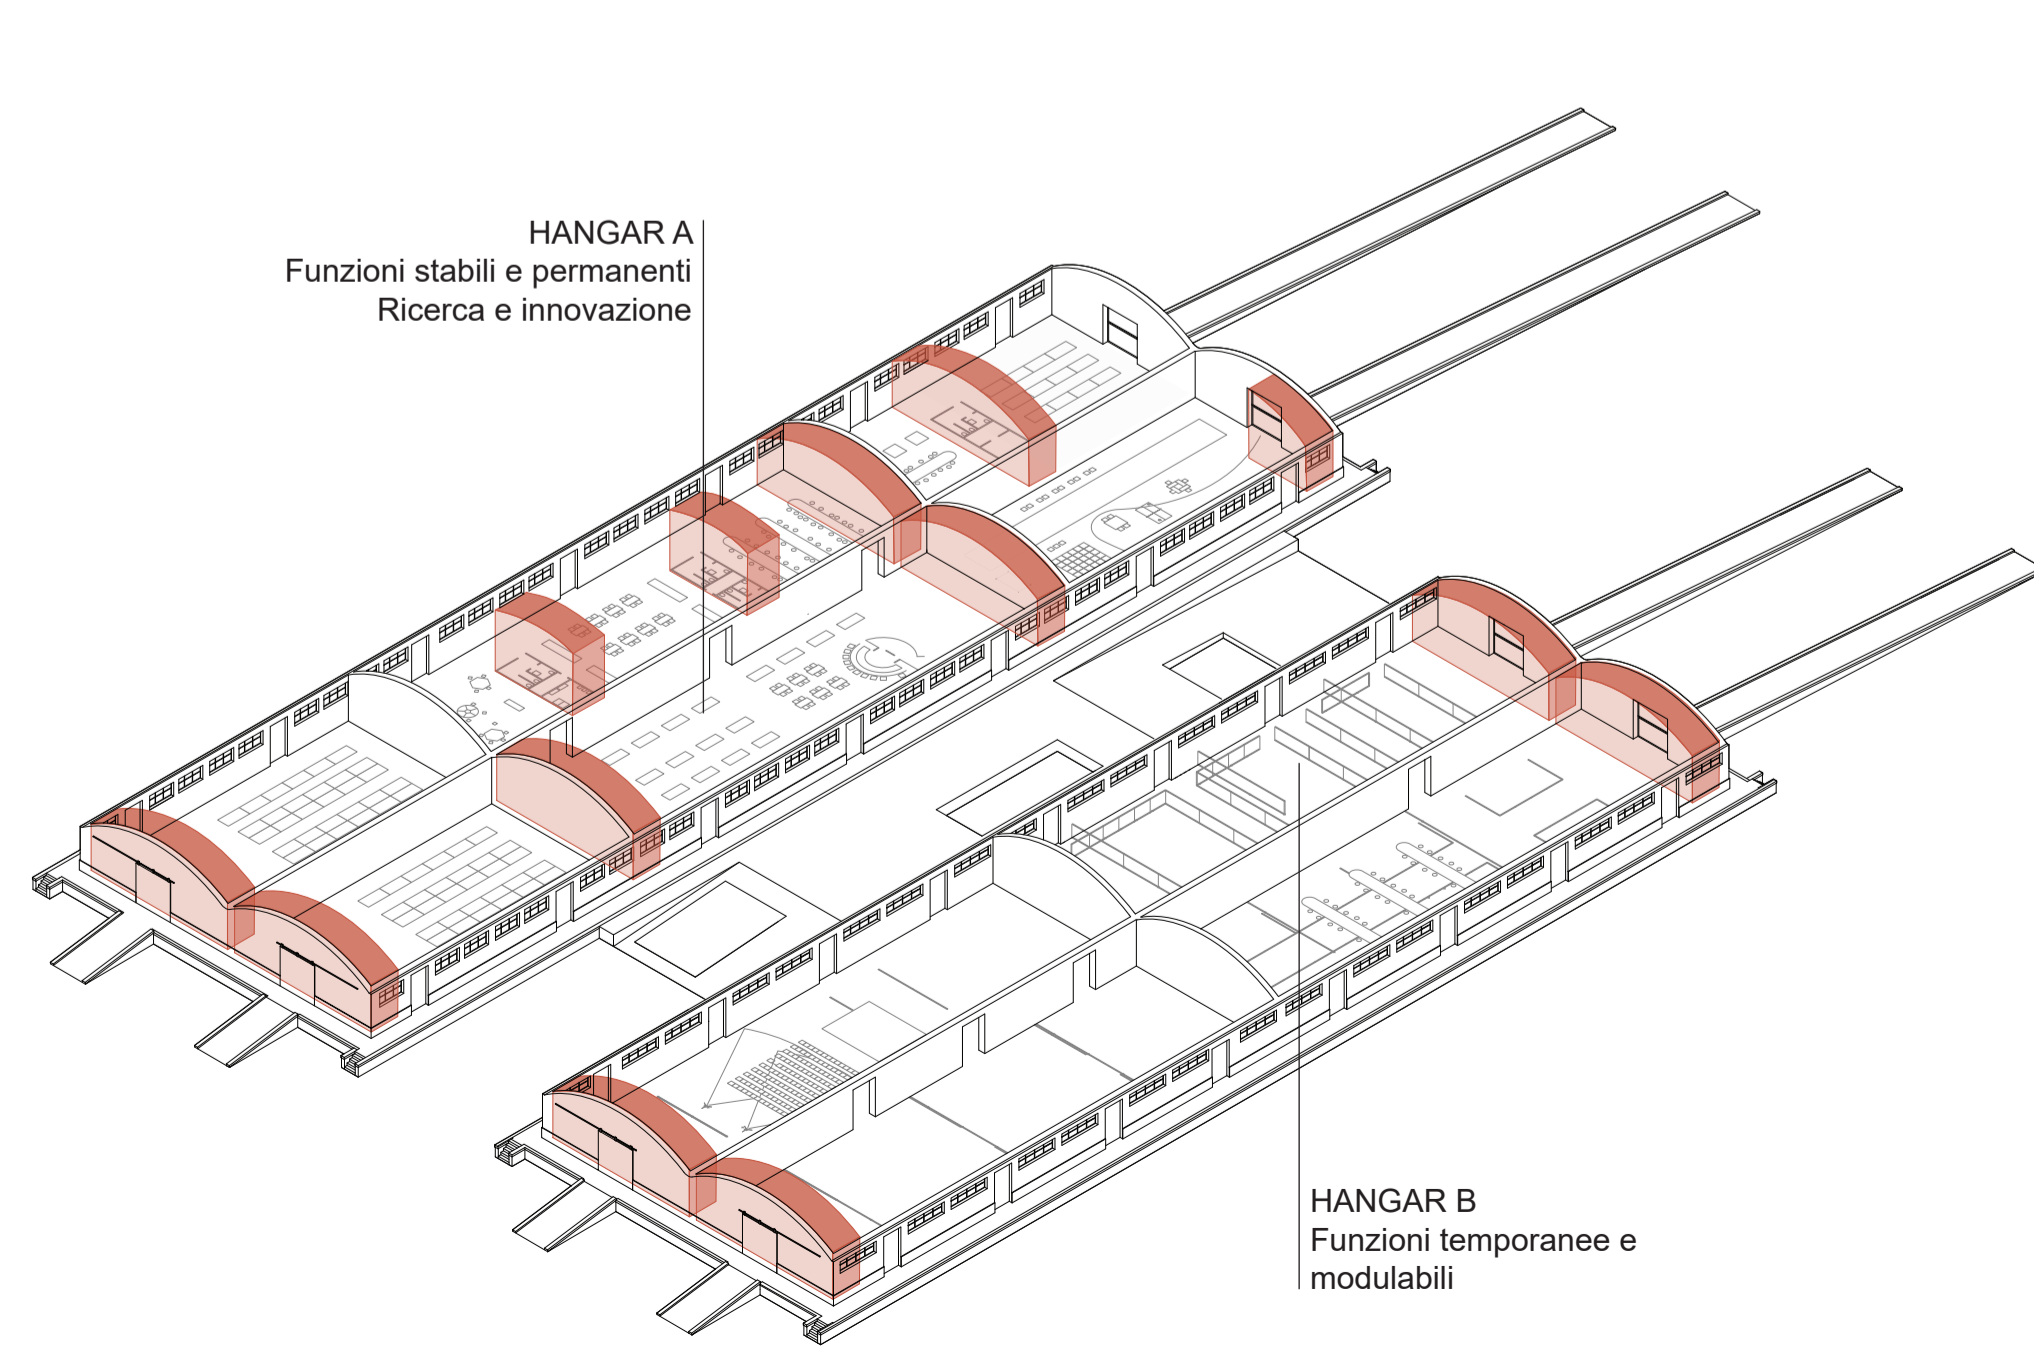 HANGAR A
Funzioni stabili e permanenti
Ricerca e innovazione
HANGAR B
Funzioni temporanee e
modulabili